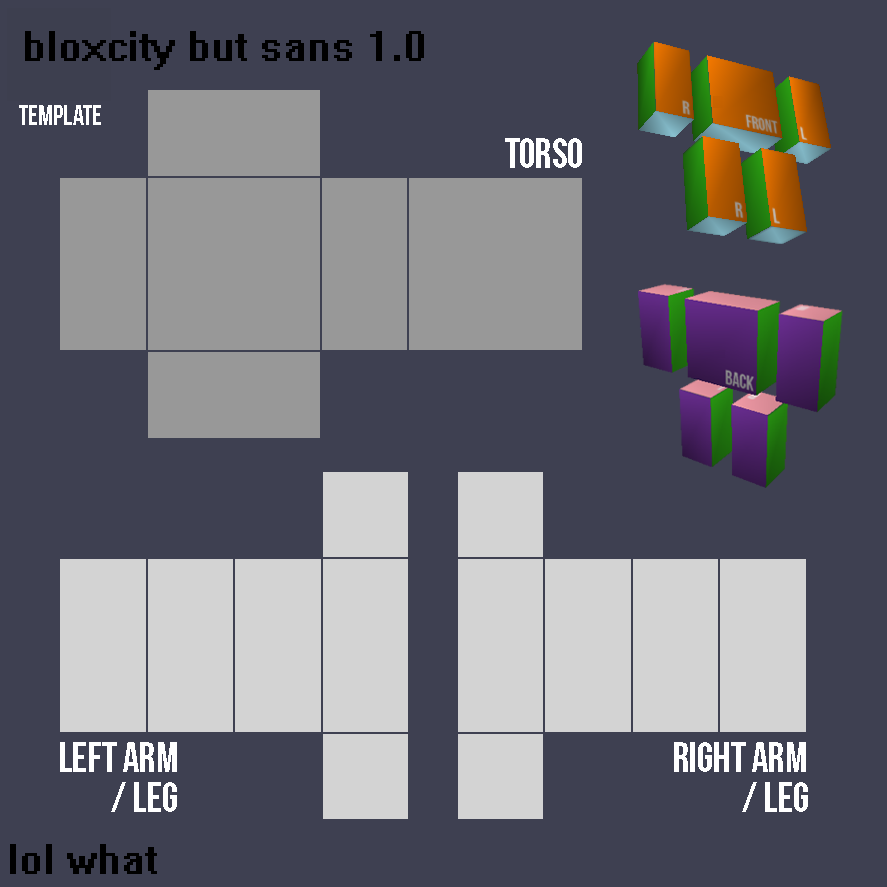 bloxcity but sans 1.0
TEMPLATE
TORSO
R
FRONT
L
R
L
BACK
LEFT ARM
/ LEG
RIGHT ARM
/ LEG
lol what